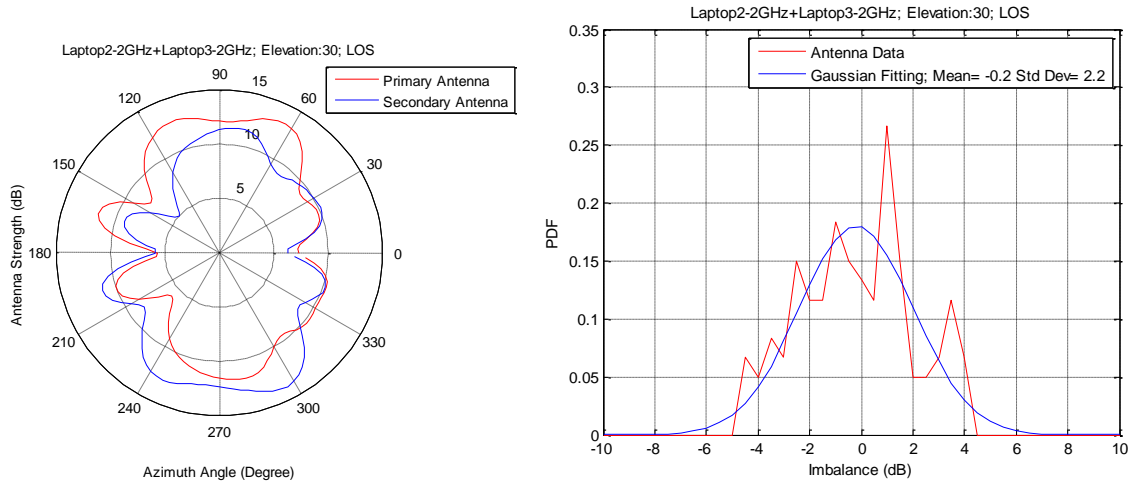 Laptop2-2GHz+Laptop3-2GHz; Elevation:30; LOS
Primary Antenna
Secondary Antenna
90
15
120
60
10
150
30
5
180
0
210
330
240
300
270
Antenna Strength (dB)
Azimuth Angle (Degree)
Laptop2-2GHz+Laptop3-2GHz; Elevation:30; LOS
Antenna Data
Gaussian Fitting; Mean= -0.2 Std Dev= 2.2
0.35
0.3
0.25
0.2
0.15
0.1
0.05
0
PDF
-10 -8 -6 -4 -2 0 2 4 6 8 10
Imbalance (dB)